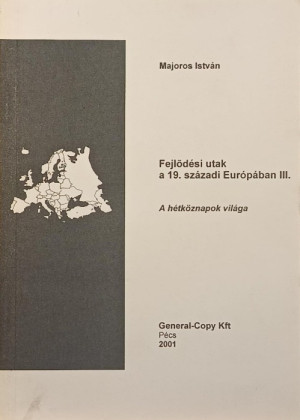 Majoros István
Fejlődési utak
a 19. századi Európában III.
A hétköznapok világa
General-Copy Kft
Pécs
2001